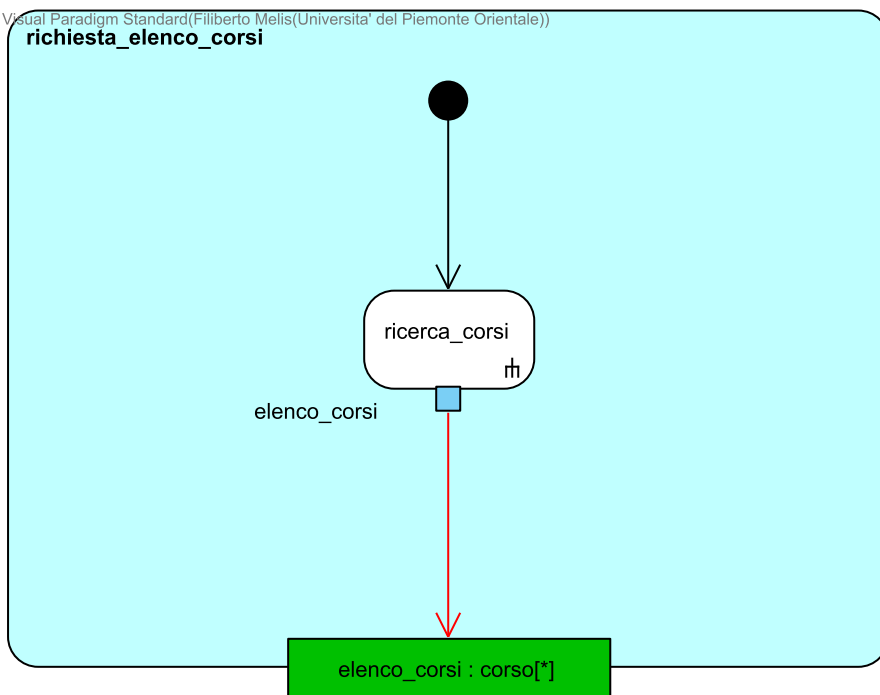 Visual Paradigm Standard(Filiberto Melis(Universita' del Piemonte Orientale))
richiesta_elenco_corsi
ricerca_corsi
elenco_corsi
elenco_corsi : corso[*]